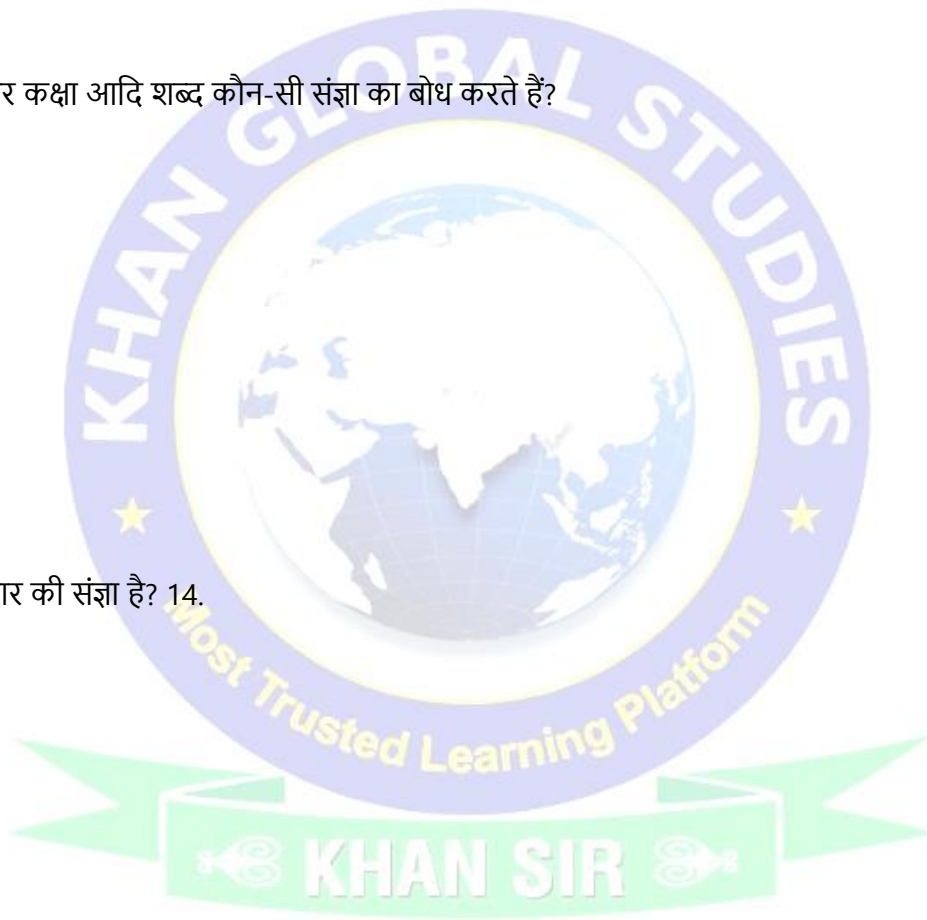 र कक्षा आदि शब्द कौन-सी संज्ञा का बोध करते हैं?
KHAN GLOBAL STUDIES
ार की संज्ञा है? 14.
Most Trusted Learning Platform
KHAN SIR